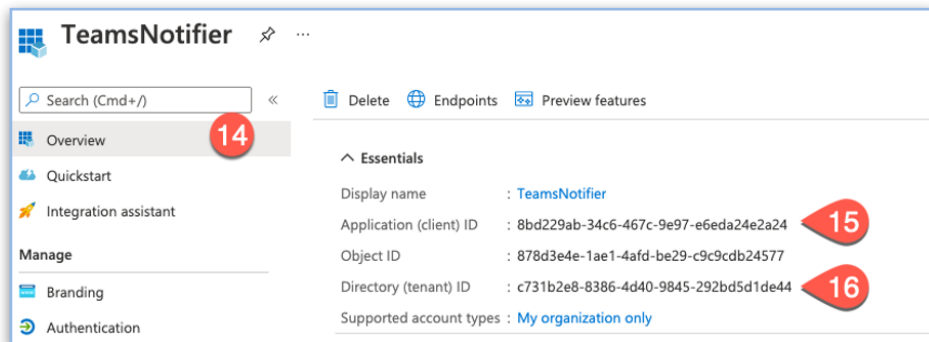 TeamsNotifier ...
Search (Cmd+/) «
Delete Endpoints Preview features
Overview 14
Essentials
Quickstart
Display name : TeamsNotifier
Integration assistant
Application (client) ID : 8bd229ab-34c6-467c-9e97-e6eda24e2a24 15
Manage
Object ID : 878d3e4e-1ae1-4afd-be29-c9c9cdb24577
Branding
Directory (tenant) ID : c731b2e8-8386-4d40-9845-292bd5d1de44 16
Authentication
Supported account types : My organization only